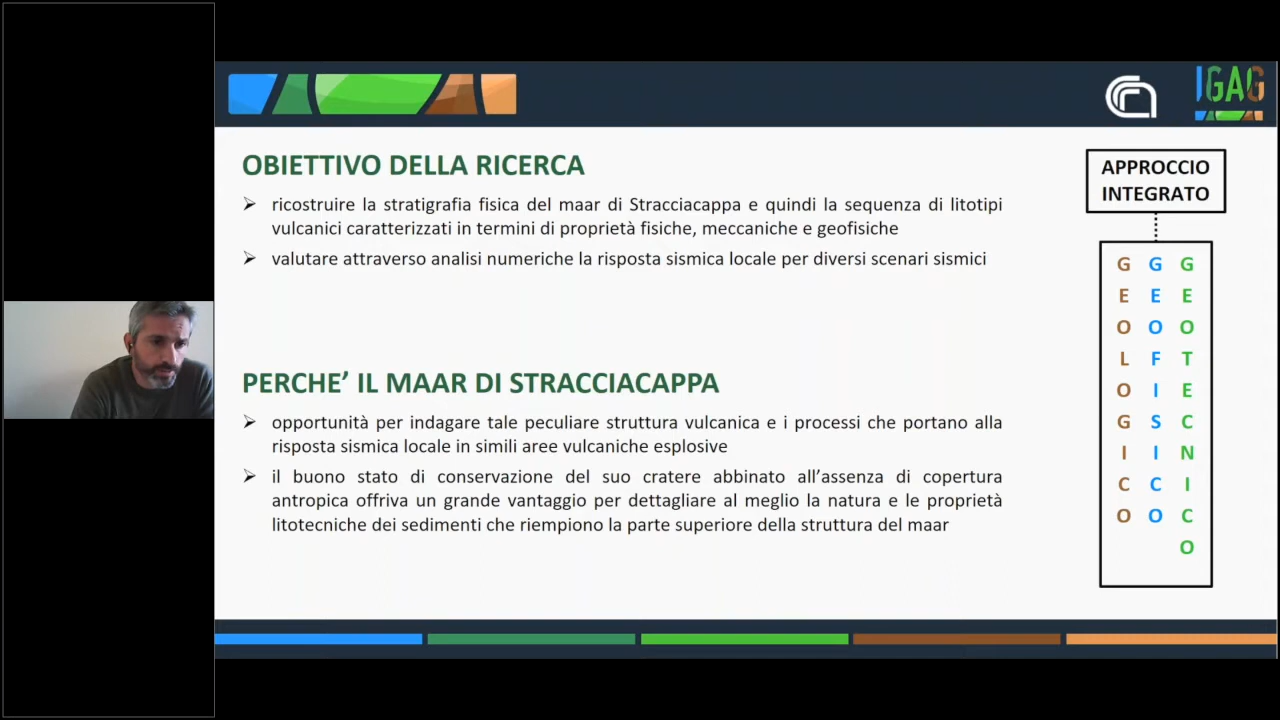 IGAG
OBIETTIVO DELLA RICERCA
➢ ricostruire la stratigrafia fisica del maar di Stracciacappa e quindi la sequenza di litotipi
vulcanici caratterizzati in termini di proprietà fisiche, meccaniche e geofisiche
➢ valutare attraverso analisi numeriche la risposta sismica locale per diversi scenari sismici
PERCHE’ IL MAAR DI STRACCIACAPPA
➢ opportunità per indagare tale peculiare struttura vulcanica e i processi che portano alla
risposta sismica locale in simili aree vulcaniche esplosive
➢ il buono stato di conservazione del suo cratere abbinato all’assenza di copertura
antropica offriva un grande vantaggio per dettagliare al meglio la natura e le proprietà
litotecniche dei sedimenti che riempiono la parte superiore della struttura del maar
APPROCCIO
INTEGRATO
GEOLOGICO
GEOFISICO
GEOTECNICO